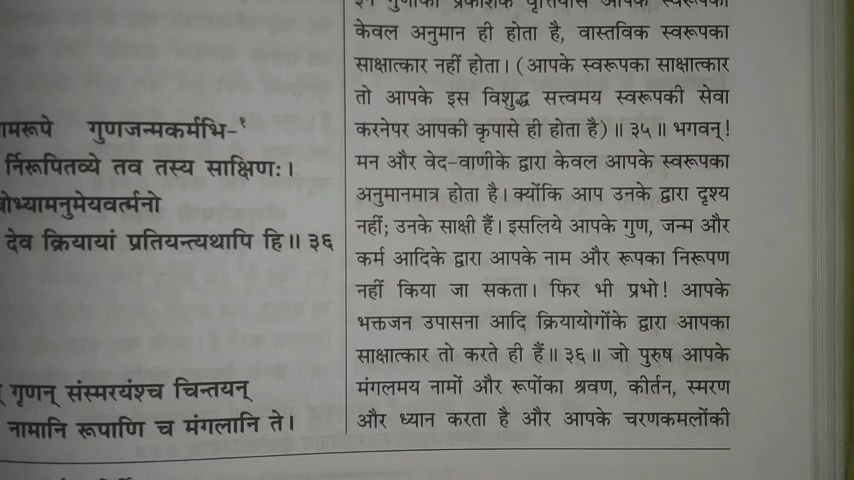 गुणजन्मकर्मभि-१
र्निरूपितव्ये तव तस्य साक्षिणः।
देव क्रियायां प्रतियन्त्यथापि हि॥ ३६
गृणन् संस्मरयंश्च चिन्तयन्
नामानि रूपाणि च मंगलानि ते।
केवल अनुमान ही होता है, वास्तविक स्वरूपका
साक्षात्कार नहीं होता। (आपके स्वरूपका साक्षात्कार
तो आपके इस विशुद्ध सत्त्वमय स्वरूपकी सेवा
करनेपर आपकी कृपासे ही होता है)॥ ३५॥ भगवन्!
मन और वेद-वाणीके द्वारा केवल आपके स्वरूपका
अनुमानमात्र होता है। क्योंकि आप उनके द्वारा दृश्य
नहीं; उनके साक्षी हैं। इसलिये आपके गुण, जन्म और
कर्म आदिके द्वारा आपके नाम और रूपका निरूपण
नहीं किया जा सकता। फिर भी प्रभो! आपके
भक्तजन उपासना आदि क्रियायोगोंके द्वारा आपका
साक्षात्कार तो करते ही हैं॥ ३६॥ जो पुरुष आपके
मंगलमय नामों और रूपोंका श्रवण, कीर्तन, स्मरण
और ध्यान करता है और आपके चरणकमलोंकी